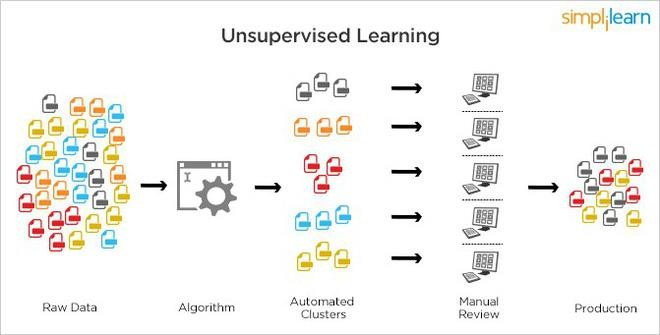 simplilearn
Unsupervised Learning
Raw Data
Algorithm
Automated
Clusters
Manual
Review
Production